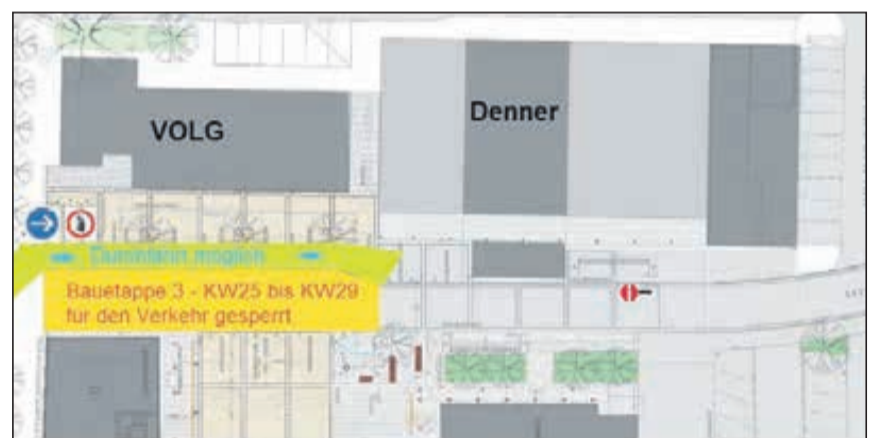 Denner
VOLG
Durchfahrt möglich
Bauetappe 3 - KW25 bis KW29
für den Verkehr gesperrt